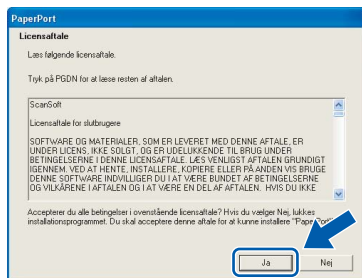 PaperPort
Licensaftale
Læs følgende licensaftale.
Tryk på PGDN for at læse resten af aftalen.
ScanSoft
Licensaftale for slutbrugere
SOFTWARE OG MATERIALER, SOM ER LEVERET MED DENNE AFTALE, ER
UNDER LICENS, IKKE SOLGT, OG ER UDELUKKENDE TIL BRUG UNDER
BETINGELSERNE I DENNE LICENSAFTALE. LÆS VENLIGST AFTALEN GRUNDIGT
IGENNEM. VED AT HENTE, INSTALLERE, KOPIERE ELLER PÅ ANDEN VIS BRUGE
DENNE SOFTWARE INDVILLIGER DU I AT VÆRE BUNDET AF BETINGELSERNE
OG VILKÅRENE I AFTALEN OG I AT VÆRE EN DEL AF AFTALEN. HVIS DU IKKE
Accepterer du alle betingelser i ovenstående licensaftale? Hvis du vælger Nej, lukkes
installationsprogrammet. Du skal acceptere denne aftale for at kunne installere "Pape
Ja
Nej